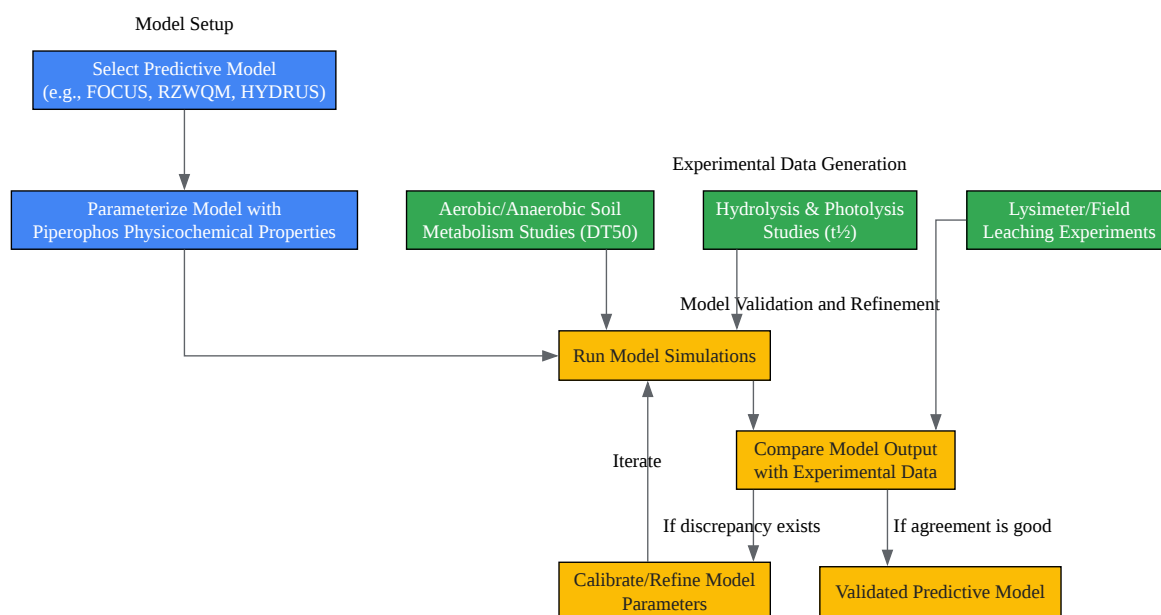 Model Setup
Select Predictive Model
(e.g., FOCUS, RZWQM, HYDRUS)
Experimental Data Generation
Parameterize Model with
Piperophos Physicochemical Properties
Aerobic/Anaerobic Soil
Metabolism Studies (DT50)
Hydrolysis & Photolysis
Studies (t½)
Lysimeter/Field
Leaching Experiments
Model Validation and Refinement
Run Model Simulations
Compare Model Output
with Experimental Data
Iterate
If discrepancy exists
If agreement is good
Calibrate/Refine Model
Parameters
Validated Predictive Model